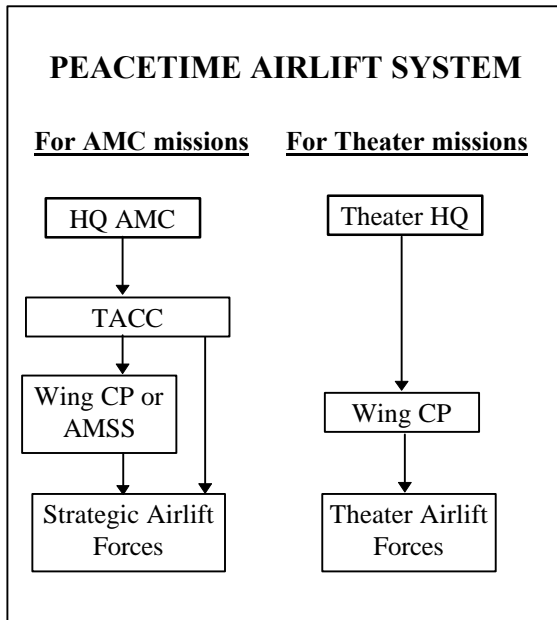 PEACETIME AIRLIFT SYSTEM
For AMC missions
HQ AMC
TACC
Wing CP or
AMSS
Strategic Airlift
Forces
For Theater missions
Theater HQ
Wing CP
Theater Airlift
Forces